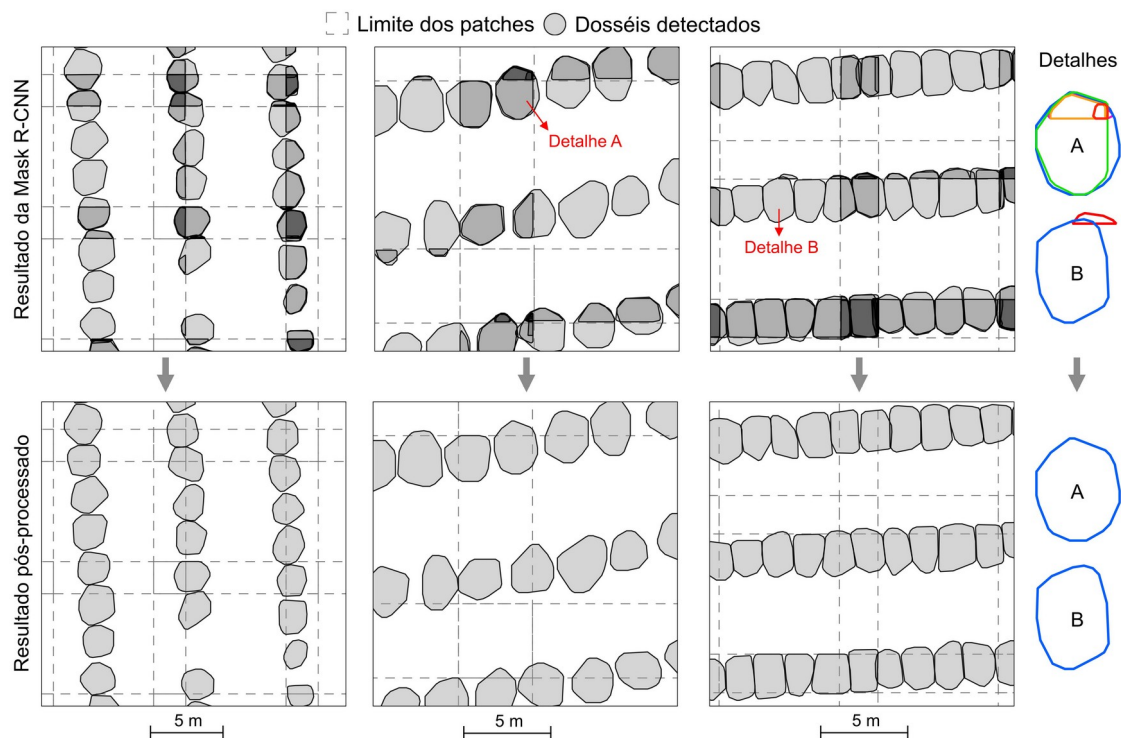 Limite dos patches
Dosséis detectados
Resultado da Mask R-CNN
Detalhe A
Detalhe B
Detalhes
A
B
Resultado pós-processado
A
B
5 m
5 m
5 m